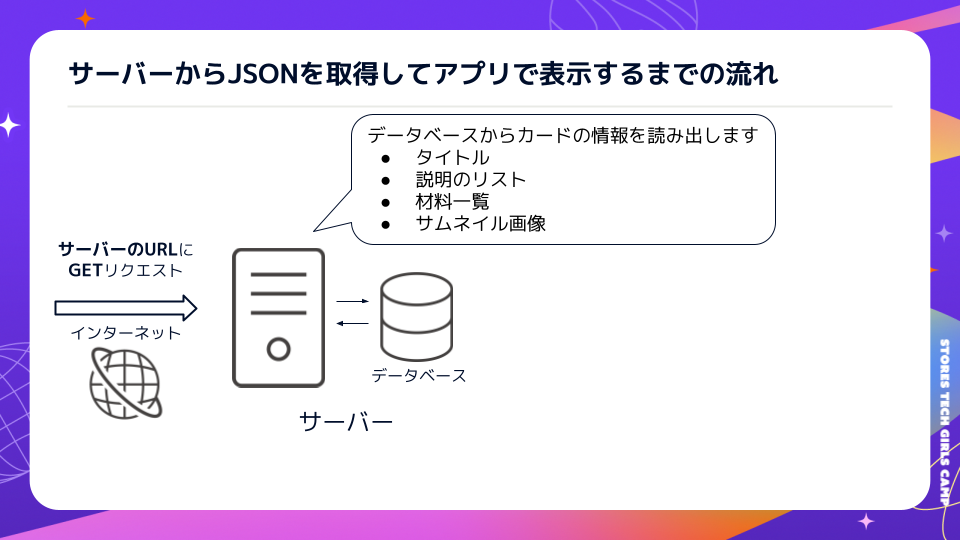 サーバーからJSONを取得してアプリで表示するまでの流れ
データベースからカードの情報を読み出します
● タイトル
● 説明のリスト
● 材料一覧
● サムネイル画像
サーバーのURLに
GETリクエスト
インターネット
データベース
サーバー
STORES TECH GIRLS CAMP